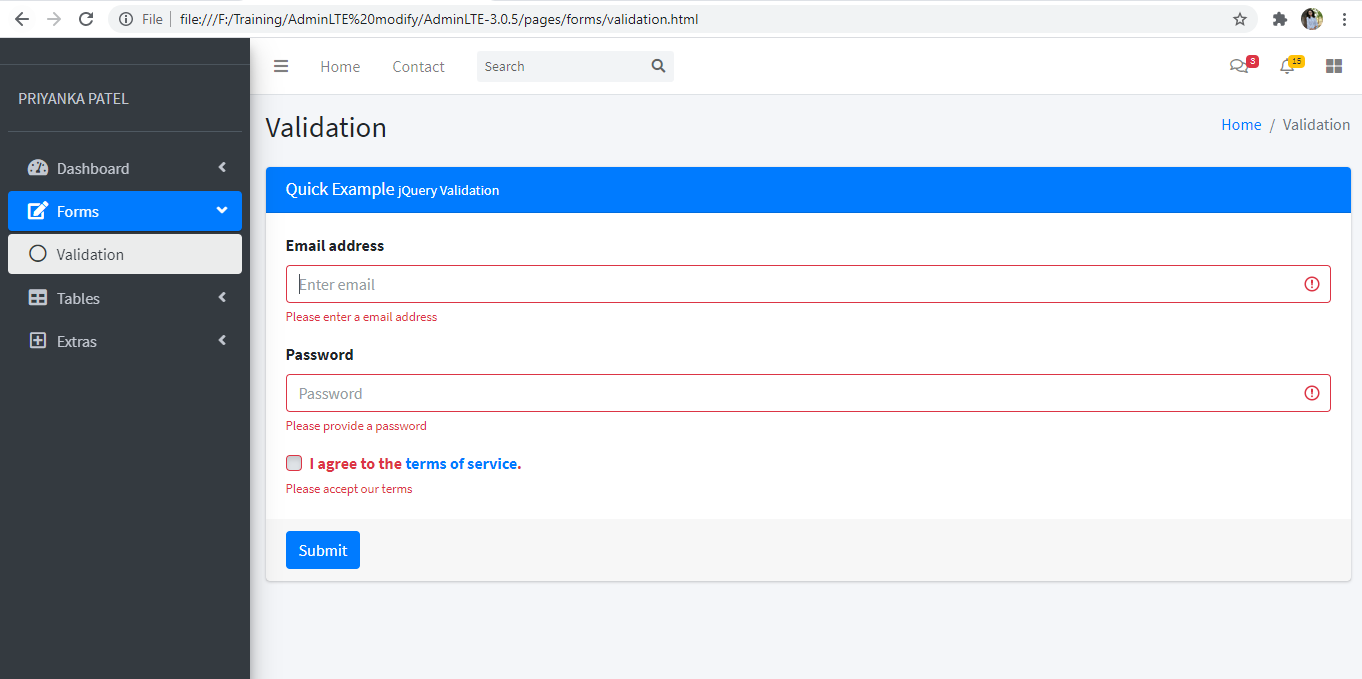 File file:///F:/Training/AdminLTE%20modify/AdminLTE-3.0.5/pages/forms/validation.html
PRIYANKA PATEL
Dashboard
Forms
Validation
Tables
Extras
Home Contact Search 3 15
Validation
Home / Validation
Quick Example jQuery Validation
Email address
Enter email
Please enter a email address
Password
Password
Please provide a password
I agree to the terms of service.
Please accept our terms
Submit